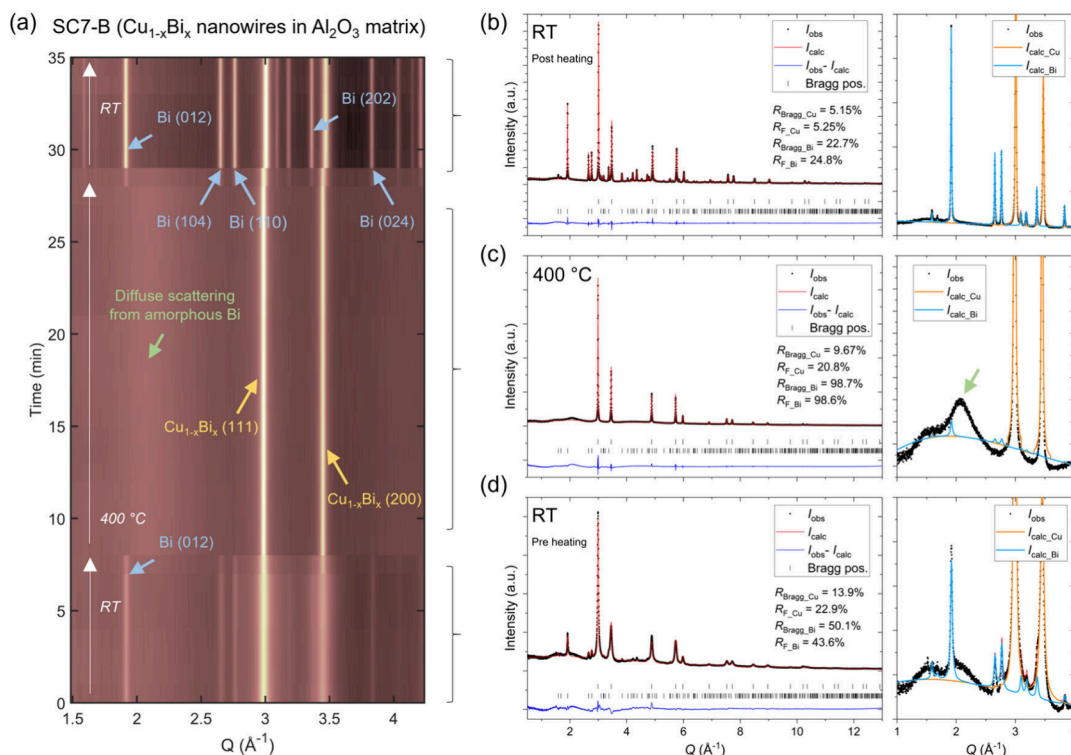 (a) SC7-B (Cu1-xBix nanowires in Al2O3 matrix)
Time (min)
35
30
25
20
15
10
5
0
RT
Bi (012)
Bi (202)
Bi (104)
Bi (110)
Bi (024)
Diffuse scattering
from amorphous Bi
Cu1-xBix (111)
Cu1-xBix (200)
400 °C
Bi (012)
RT
1.5 2 2.5 3 3.5 4
Q (Å-1)
(b) RT
Post heating
Intensity (a.u.)
Iobs
Icalc
Iobs- Icalc
Bragg pos.
RBragg_Cu = 5.15%
RF_Cu = 5.25%
RBragg_Bi = 22.7%
RF_Bi = 24.8%
Iobs
Icalc_Cu
Icalc_Bi
(c) 400 °C
Intensity (a.u.)
Iobs
Icalc
Iobs- Icalc
Bragg pos.
RBragg_Cu = 9.67%
RF_Cu = 20.8%
RBragg_Bi = 98.7%
RF_Bi = 98.6%
Iobs
Icalc_Cu
Icalc_Bi
(d) RT
Pre heating
Intensity (a.u.)
Iobs
Icalc
Iobs- Icalc
Bragg pos.
RBragg_Cu = 13.9%
RF_Cu = 22.9%
RBragg_Bi = 50.1%
RF_Bi = 43.6%
Iobs
Icalc_Cu
Icalc_Bi
2 3 4 5 6 7 8 9 10 11 12
1 2 3
Q (Å-1)
Q (Å-1)